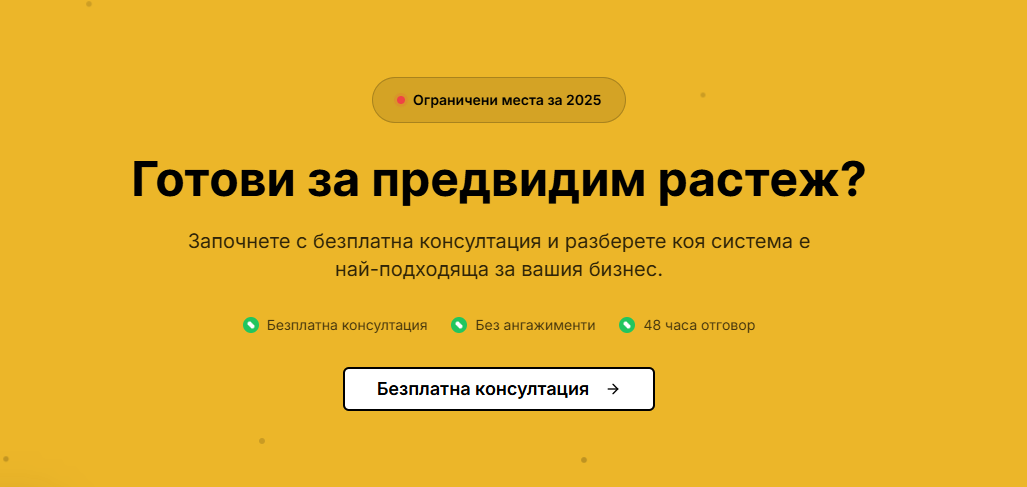 Ограничени места за 2025
Готови за предвидим растеж?
Започнете с безплатна консултация и разберете коя система е
най-подходяща за вашия бизнес.
Безплатна консултация
Без ангажименти
48 часа отговор
Безплатна консултация →